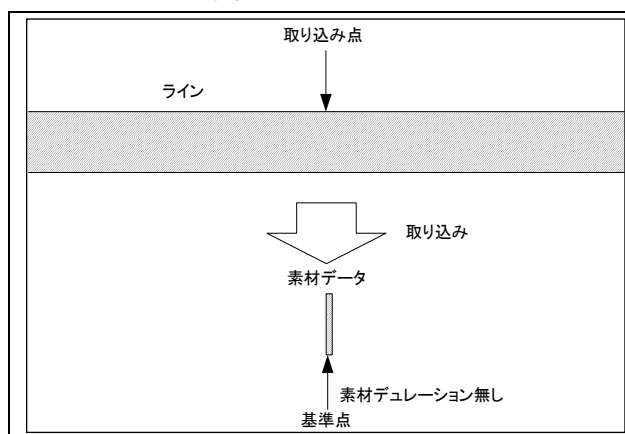 取り込み点
ライン
取り込み
素材データ
素材デュレーション無し
基準点